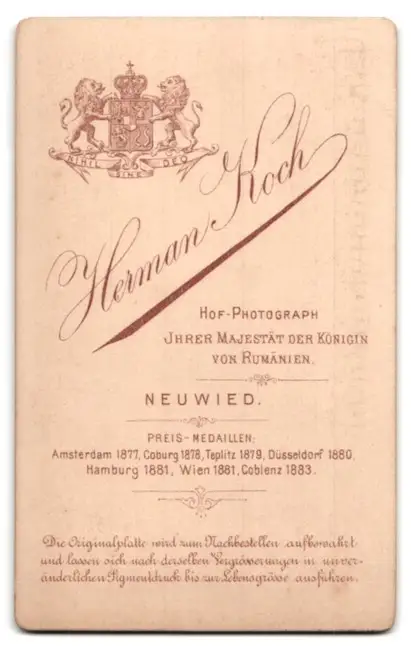 NIHIL SINE DEO
Herman Koch
HOF-PHOTOGRAPH
JHRER MAJESTÄT DER KÖNIGIN
VON RUMÄNIEN.
NEUWIED.
PREIS-MEDAILLEN:
Amsterdam 1877, Coburg 1878, Teplitz 1879, Düsseldorf 1880,
Hamburg 1881, Wien 1881, Coblenz 1883.
Die Originalplatte wird zum Nachbestellen aufbewahrt
und lassen sich nach derselben Vergrösserungen in unver-
änderlichen Pigmentdruck bis zur Lebensgrösse ausführen.